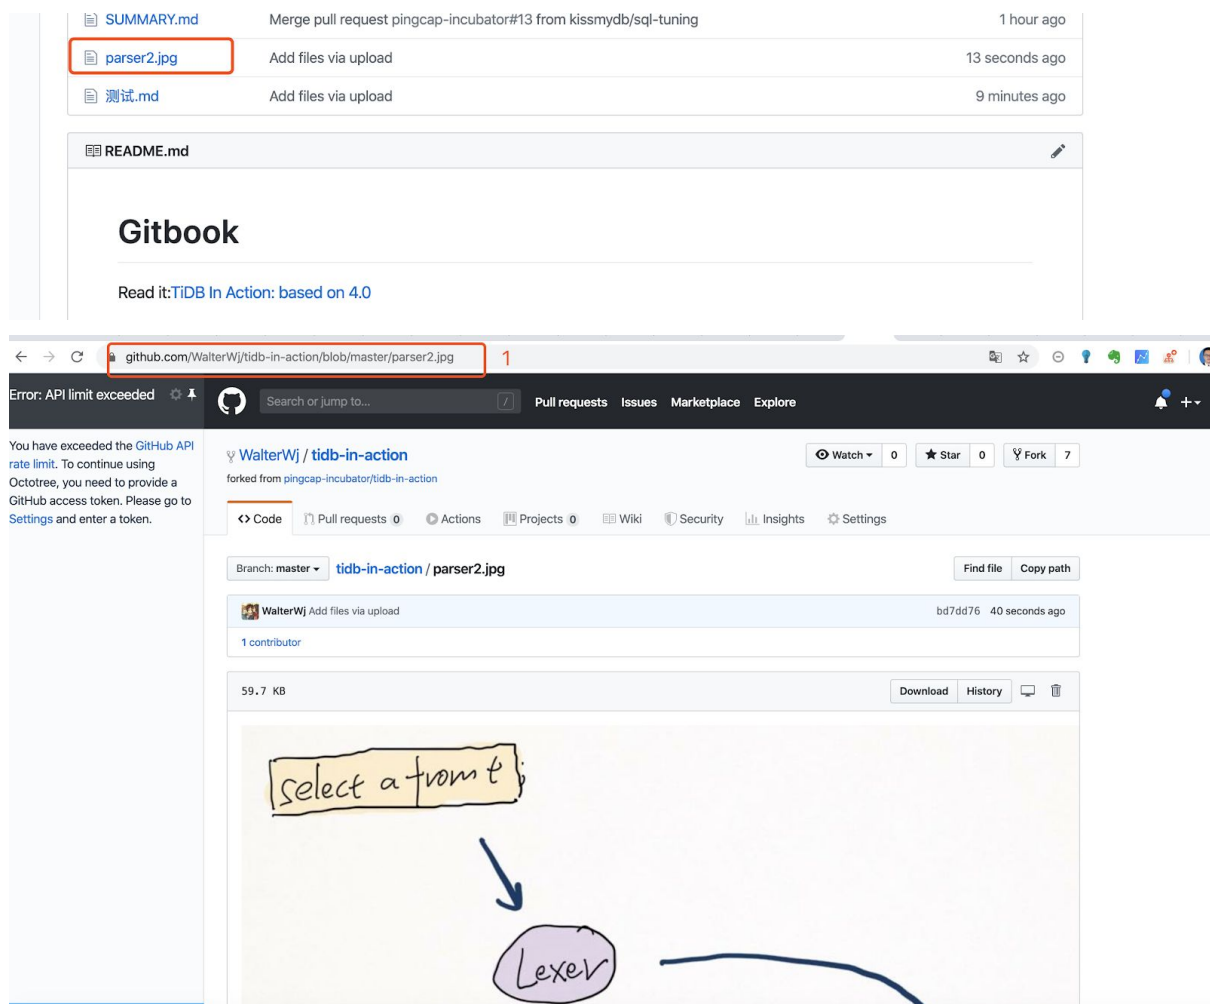 SUMMARY.md Merge pull request pingcap-incubator#13 from kissmydb/sql-tuning 1 hour ago
parser2.jpg Add files via upload 13 seconds ago
测试.md Add files via upload 9 minutes ago
README.md
Gitbook
Read it:TiDB In Action: based on 4.0
github.com/WalterWj/tidb-in-action/blob/master/parser2.jpg 1
Error: API limit exceeded
Search or jump to... / Pull requests Issues Marketplace Explore
You have exceeded the GitHub API
rate limit. To continue using
Octotree, you need to provide a
GitHub access token. Please go to
Settings and enter a token.
WalterWj / tidb-in-action Watch 0 Star 0 Fork 7
forked from pingcap-incubator/tidb-in-action
Code Pull requests 0 Actions Projects 0 Wiki Security Insights Settings
Branch: master tidb-in-action / parser2.jpg Find file Copy path
WalterWj Add files via upload bd7dd76 40 seconds ago
1 contributor
59.7 KB Download History
select a from t;
Lexer